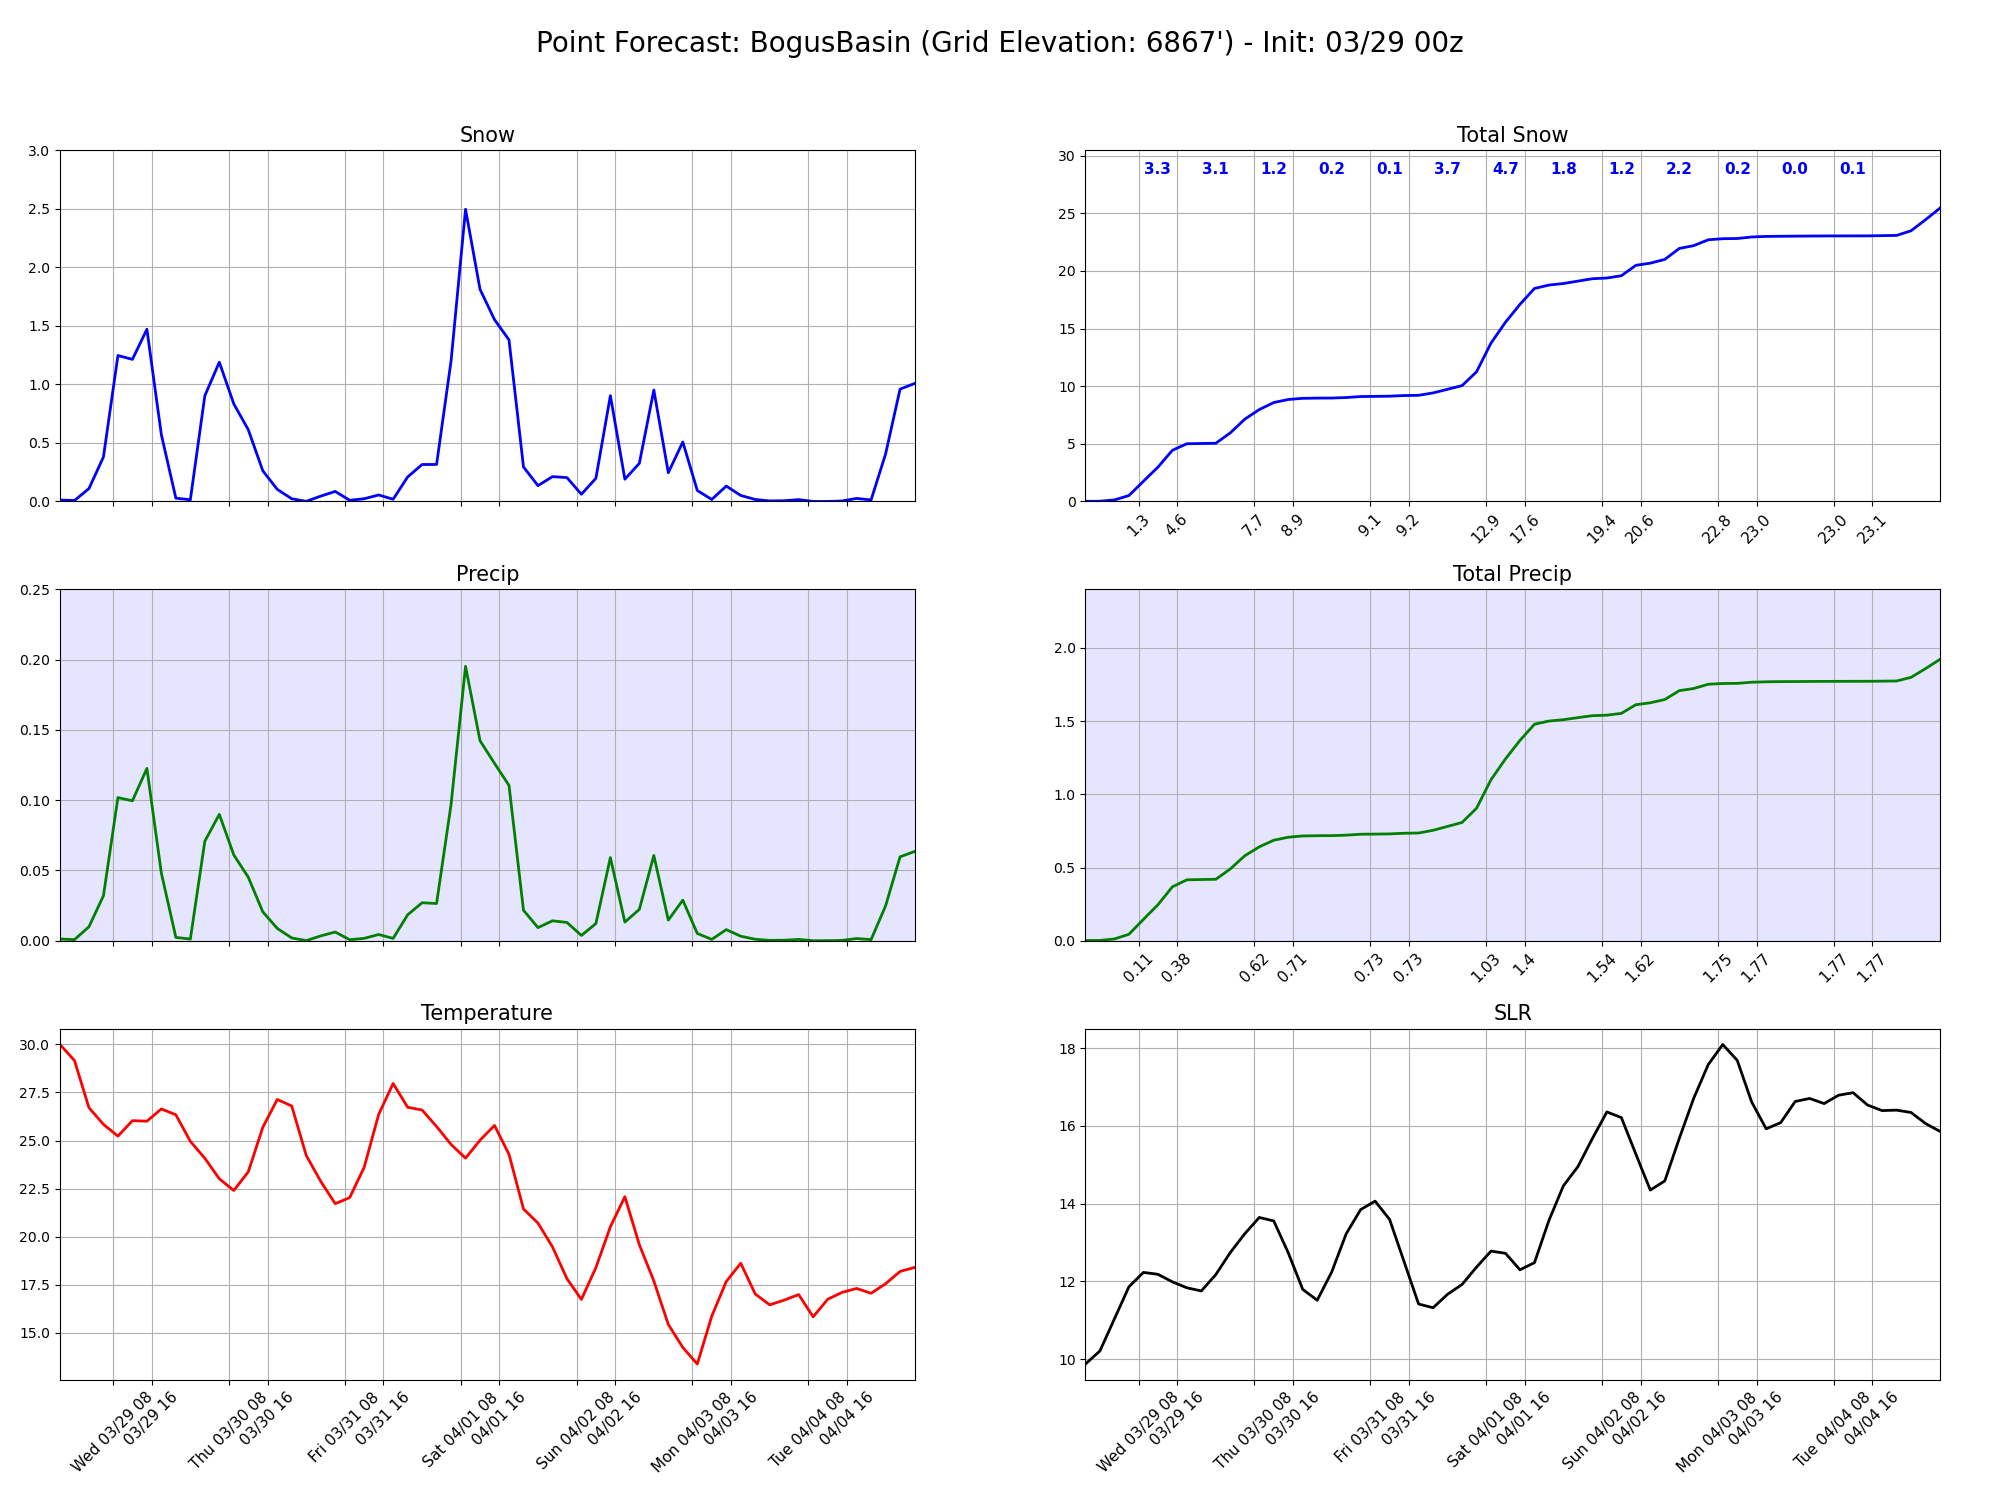 Point Forecast: BogusBasin (Grid Elevation: 6867') - Init: 03/29 00z
Snow
3.0
2.5
2.0
1.5
1.0
0.5
0.0
Total Snow
3.3 3.1 1.2 0.2 0.1 3.7 4.7 1.8 1.2 2.2 0.2 0.0 0.1
30
25
20
15
10
5
0
1.3 4.6 7.7 8.9 9.1 9.2 12.9 17.6 19.4 20.6 22.8 23.0 23.0 23.1
Precip
0.25
0.20
0.15
0.10
0.05
0.00
Total Precip
2.0
1.5
1.0
0.5
0.0
0.11 0.38 0.62 0.71 0.73 0.73 1.03 1.4 1.54 1.62 1.75 1.77 1.77 1.77
Temperature
30.0
27.5
25.0
22.5
20.0
17.5
15.0
Wed 03/29 08
03/29 16
Thu 03/30 08
03/30 16
Fri 03/31 08
03/31 16
Sat 04/01 08
04/01 16
Sun 04/02 08
04/02 16
Mon 04/03 08
04/03 16
Tue 04/04 08
04/04 16
SLR
18
16
14
12
10
Wed 03/29 08
03/29 16
Thu 03/30 08
03/30 16
Fri 03/31 08
03/31 16
Sat 04/01 08
04/01 16
Sun 04/02 08
04/02 16
Mon 04/03 08
04/03 16
Tue 04/04 08
04/04 16